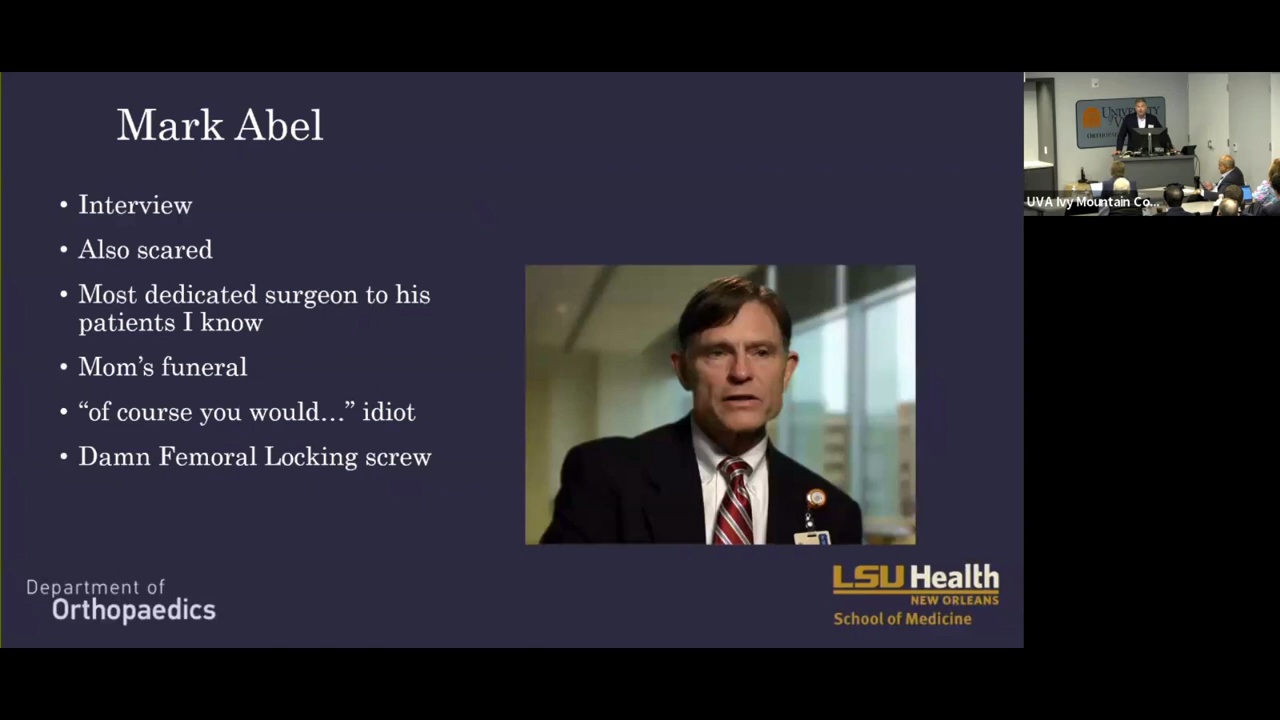 Mark Abel
• Interview
• Also scared
• Most dedicated surgeon to his
patients I know
• Mom’s funeral
• “of course you would…” idiot
• Damn Femoral Locking screw
Department of
Orthopaedics
LSU Health
NEW ORLEANS
School of Medicine
UNIVERSITY
UVA Ivy Mountain Co...